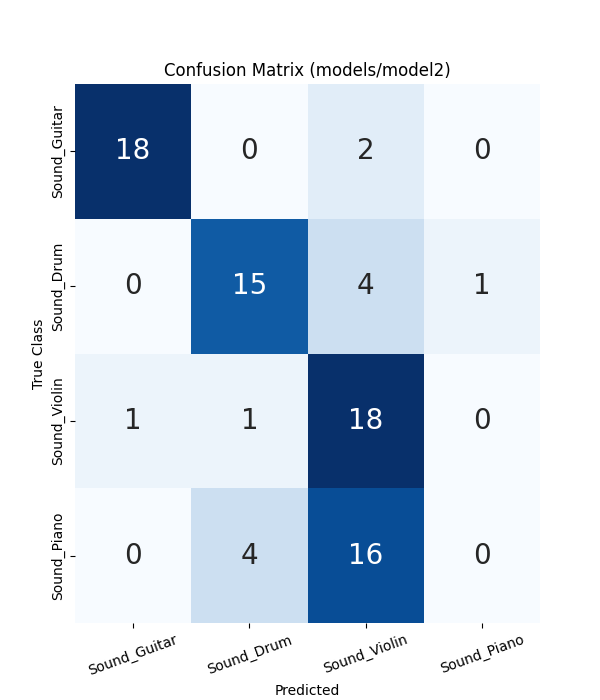 Confusion Matrix (models/model2)
True Class
Sound_Guitar
18 0 2 0
Sound_Drum
0 15 4 1
Sound_Violin
1 1 18 0
Sound_Piano
0 4 16 0
Sound_Guitar Sound_Drum Sound_Violin Sound_Piano
Predicted